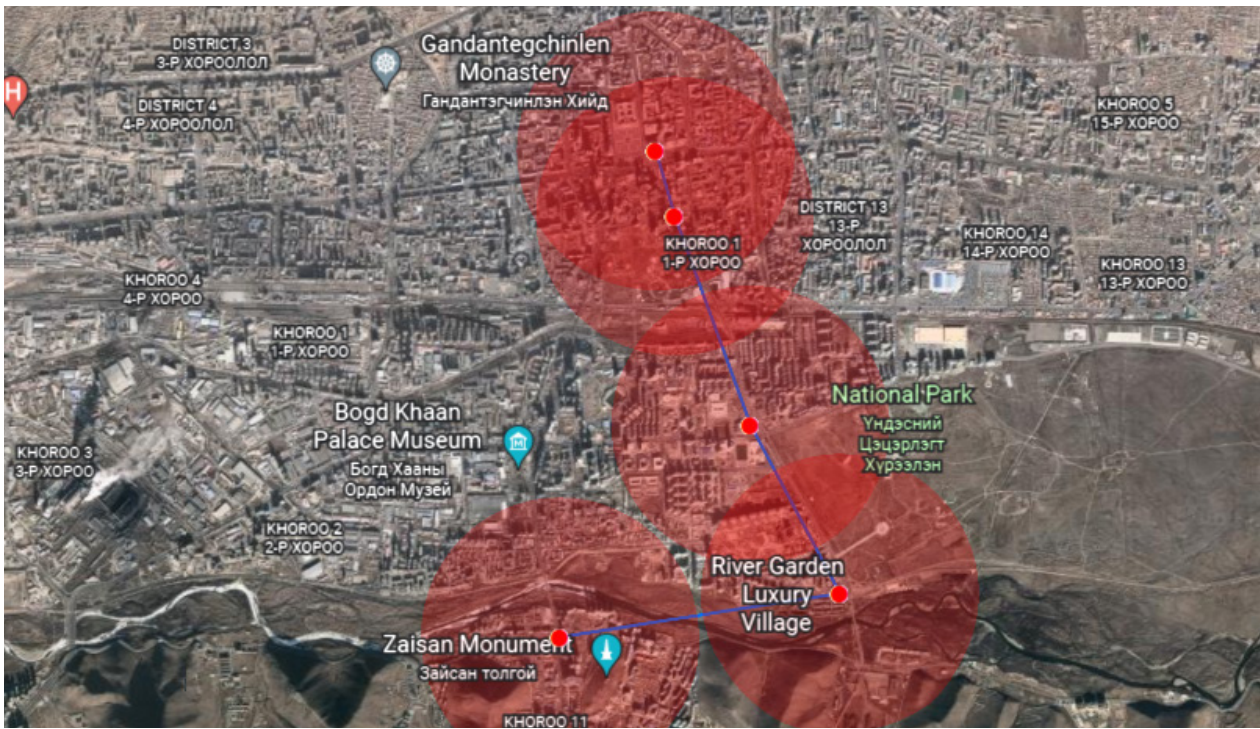 DISTRICT 3
3-Р ХОРООЛОЛ
Gandantegchinlen
Monastery
Гандантэгчинлэн Хийд
H
DISTRICT 4
4-Р ХОРООЛОЛ
KHOROO 5
15-Р ХОРОО
DISTRICT 13
13-Р
ХОРООЛОЛ
KHOROO 1
1-Р ХОРОО
KHOROO 14
14-Р ХОРОО
KHOROO 13
13-Р ХОРОО
KHOROO 4
4-Р ХОРОО
KHOROO 1
1-Р ХОРОО
National Park
Үндэсний
Цэцэрлэгт
Хүрээлэн
Bogd Khaan
Palace Museum
Богд Хааны
Ордон Музей
M
KHOROO 3
3-Р ХОРОО
KHOROO 2
2-Р ХОРОО
River Garden
Luxury
Village
Zaisan Monument
Зайсан толгой
KHOROO 11